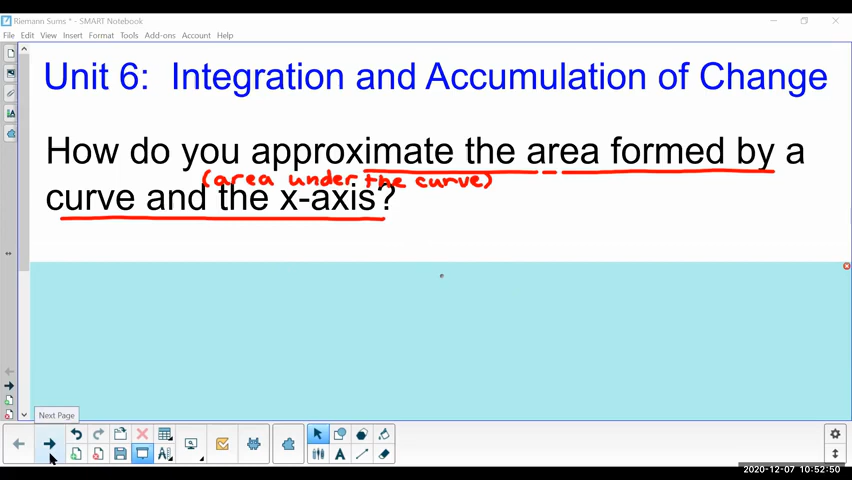 Riemann Sums * - SMART Notebook
File Edit View Insert Format Tools Add-ons Account Help
Unit 6: Integration and Accumulation of Change
How do you approximate the area formed by a
(area under the curve)
curve and the x-axis?
Next Page
2020-12-07 10:52:50